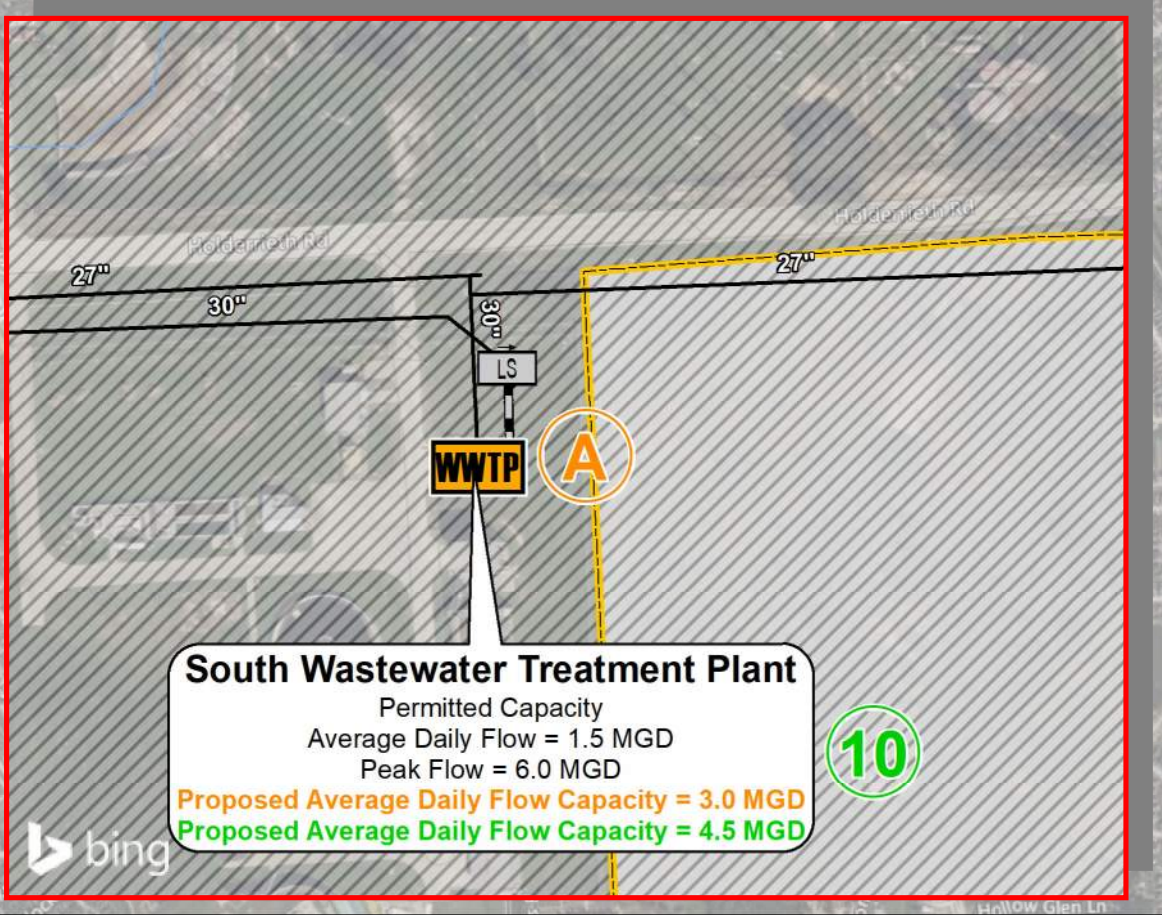 Holderrieth Rd
Holderrieth Rd
27"
27"
30"
30"
LS
WWTP
A
South Wastewater Treatment Plant
Permitted Capacity
Average Daily Flow = 1.5 MGD
Peak Flow = 6.0 MGD
Proposed Average Daily Flow Capacity = 3.0 MGD
Proposed Average Daily Flow Capacity = 4.5 MGD
10
bing
Hollow Glen Ln